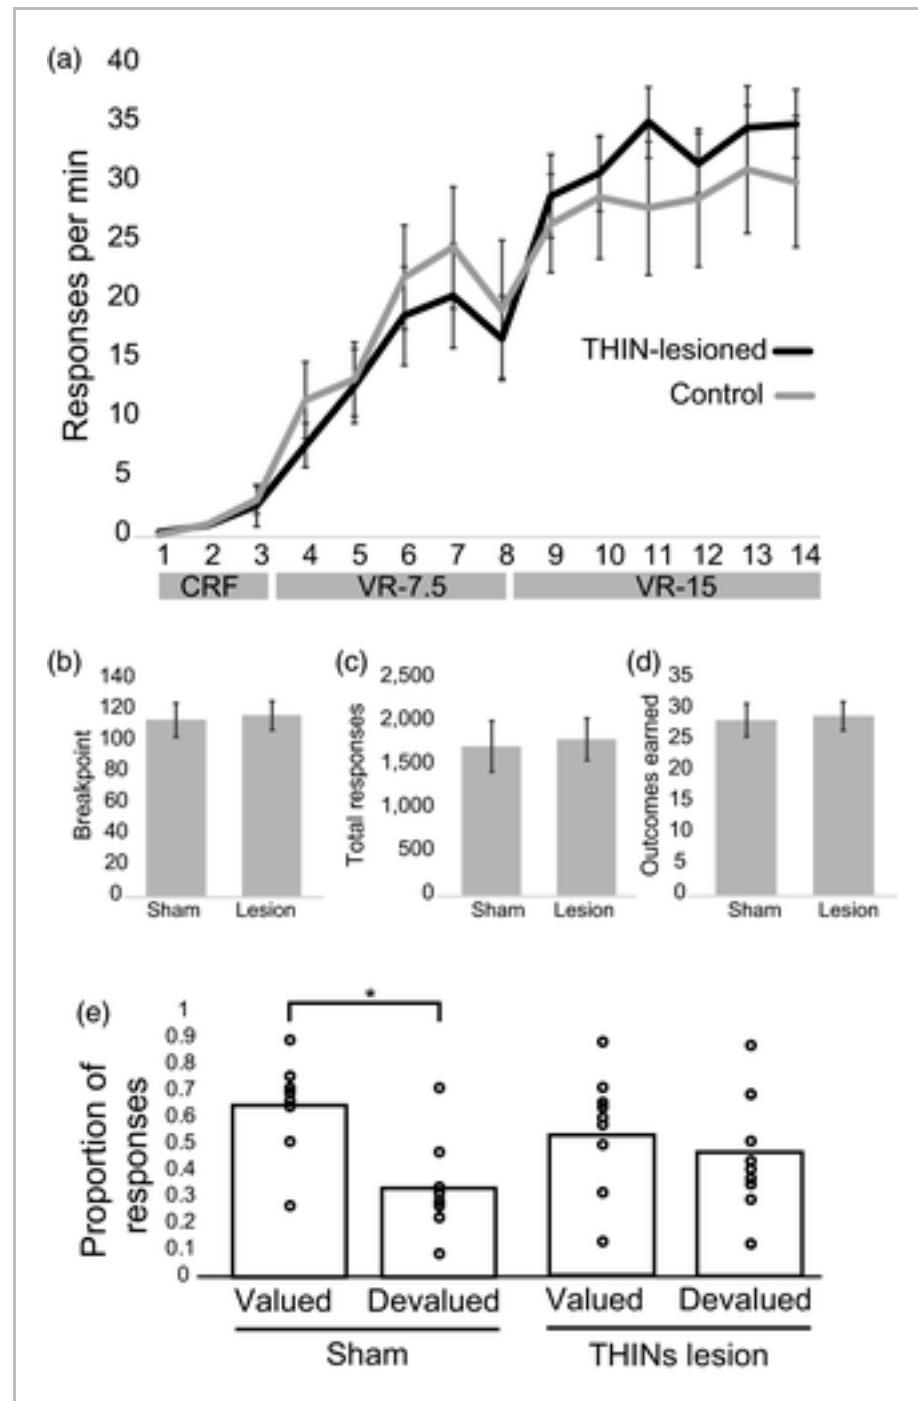 (a)
40
35
30
25
20
15
10
5
0
Responses per min
THIN-lesioned
Control
1 2 3 4 5 6 7 8 9 10 11 12 13 14
CRF VR-7.5 VR-15
(b)
140
120
100
80
60
40
20
0
Breakpoint
Sham Lesion
(c)
2,500
2,000
1,500
1,000
500
0
Total responses
Sham Lesion
(d)
35
30
25
20
15
10
5
0
Outcomes earned
Sham Lesion
(e)
1
0.9
0.8
0.7
0.6
0.5
0.4
0.3
0.2
0.1
0
Proportion of
responses
*
Valued Devalued Valued Devalued
Sham THINs lesion